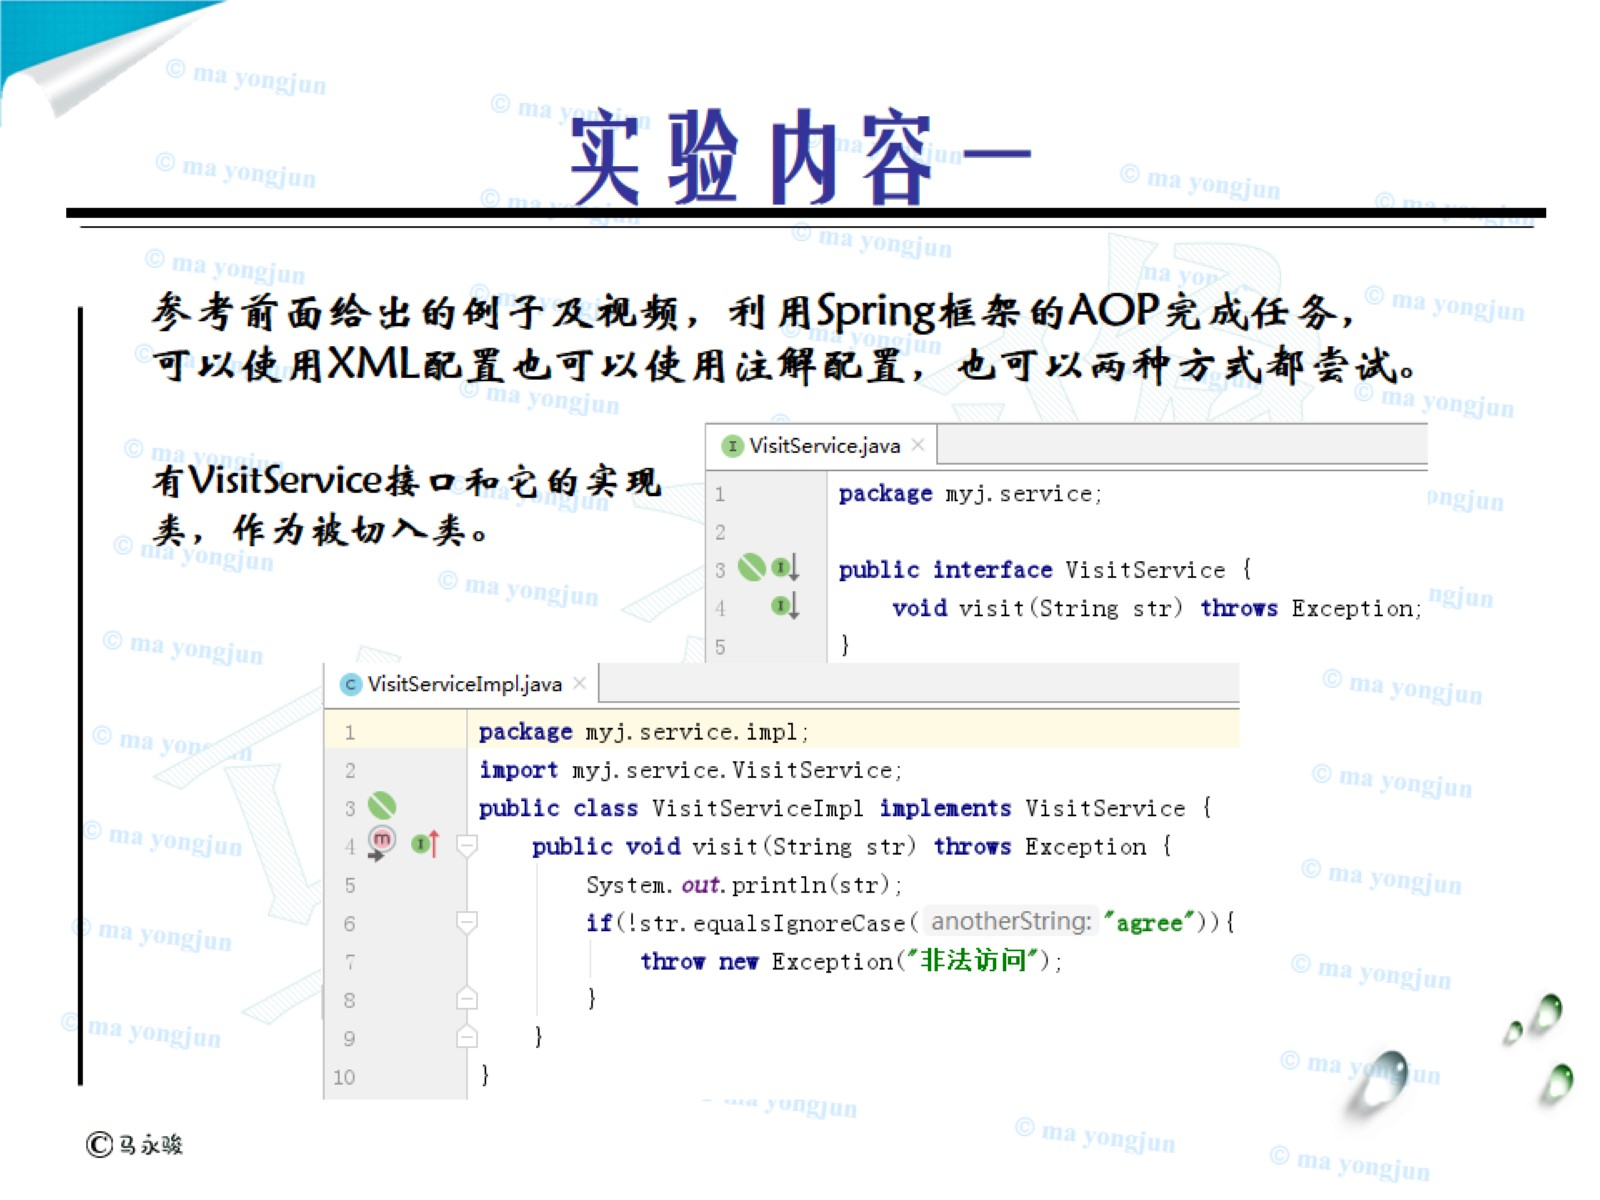 实验内容一
参考前面给出的例子及视频，利用Spring框架的AOP完成任务，
可以使用XML配置也可以使用注解配置，也可以两种方式都尝试。
有VisitService接口和它的实现
类，作为被切入类。
VisitService.java
1 package myj.service;
2
3 public interface VisitService {
4 void visit(String str) throws Exception;
5 }
VisitServiceImpl.java
1 package myj.service.impl;
2 import myj.service.VisitService;
3 public class VisitServiceImpl implements VisitService {
4 public void visit(String str) throws Exception {
5 System.out.println(str);
6 if(!str.equalsIgnoreCase( anotherString: "agree")){
7 throw new Exception("非法访问");
8 }
9 }
10 }
©马永骏
© ma yongjun